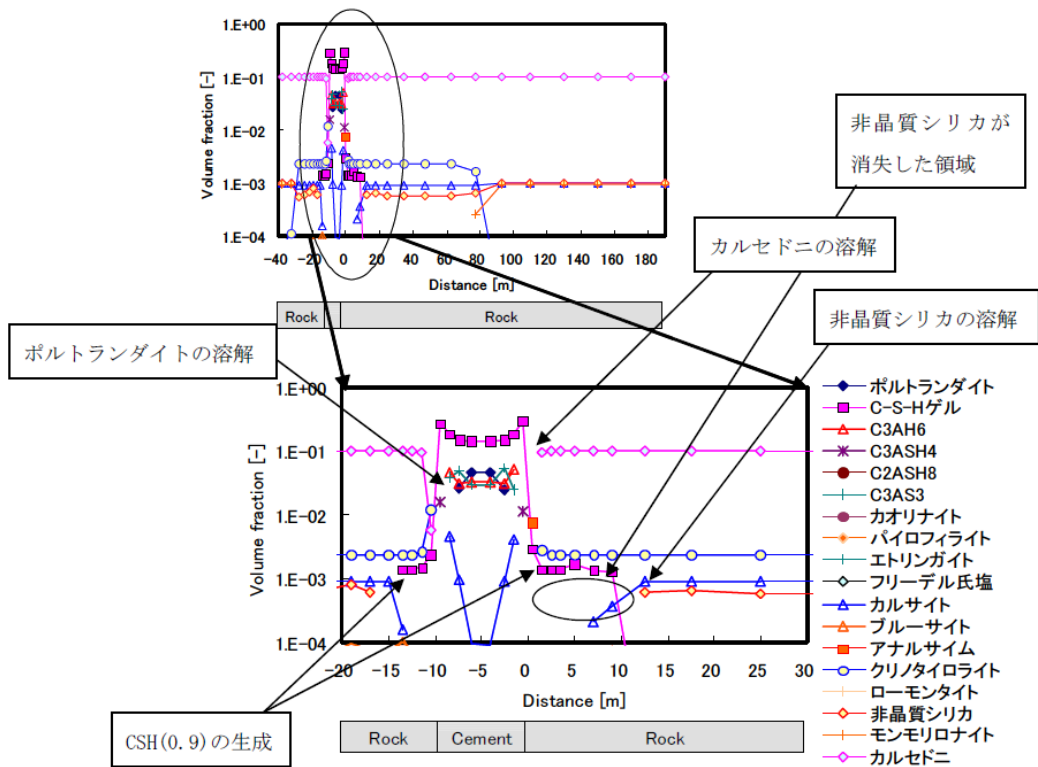 1.E+00
1.E-01
1.E-02
1.E-03
1.E-04
Volume fraction [-]
-40 -20 0 20 40 60 80 100 120 140 160 180
Distance [m]
Rock
Rock
非晶質シリカが
消失した領域
カルセドニの溶解
非晶質シリカの溶解
ポルトランダイトの溶解
1.E+00
1.E-01
1.E-02
1.E-03
1.E-04
Volume fraction [-]
-20 -15 -10 -5 0 5 10 15 20 25 30
Distance [m]
Rock
Cement
Rock
CSH(0.9)の生成
ポルトランダイト
C-S-Hゲル
C3AH6
C3ASH4
C2ASH8
C3AS3
カオリナイト
パイロフィライト
エトリンガイト
フリーデル氏塩
カルサイト
ブルーサイト
アナルサイム
クリノタイロライト
ローモンタイト
非晶質シリカ
モンモリロナイト
カルセドニ